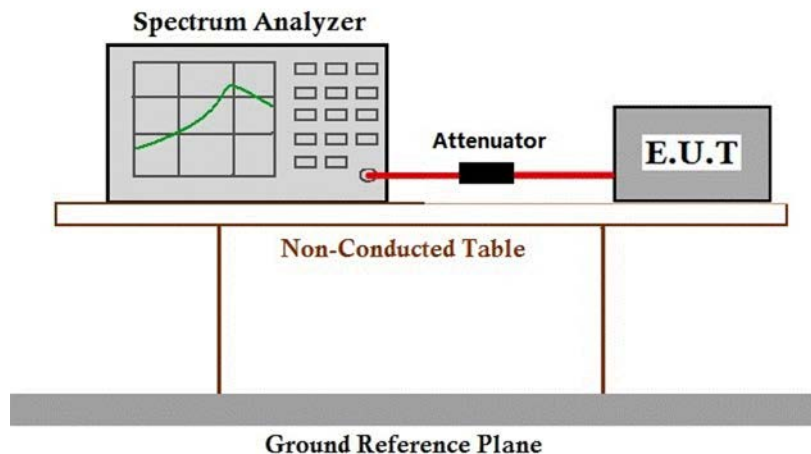 Spectrum Analyzer
Attenuator
E.U.T
Non-Conducted Table
Ground Reference Plane